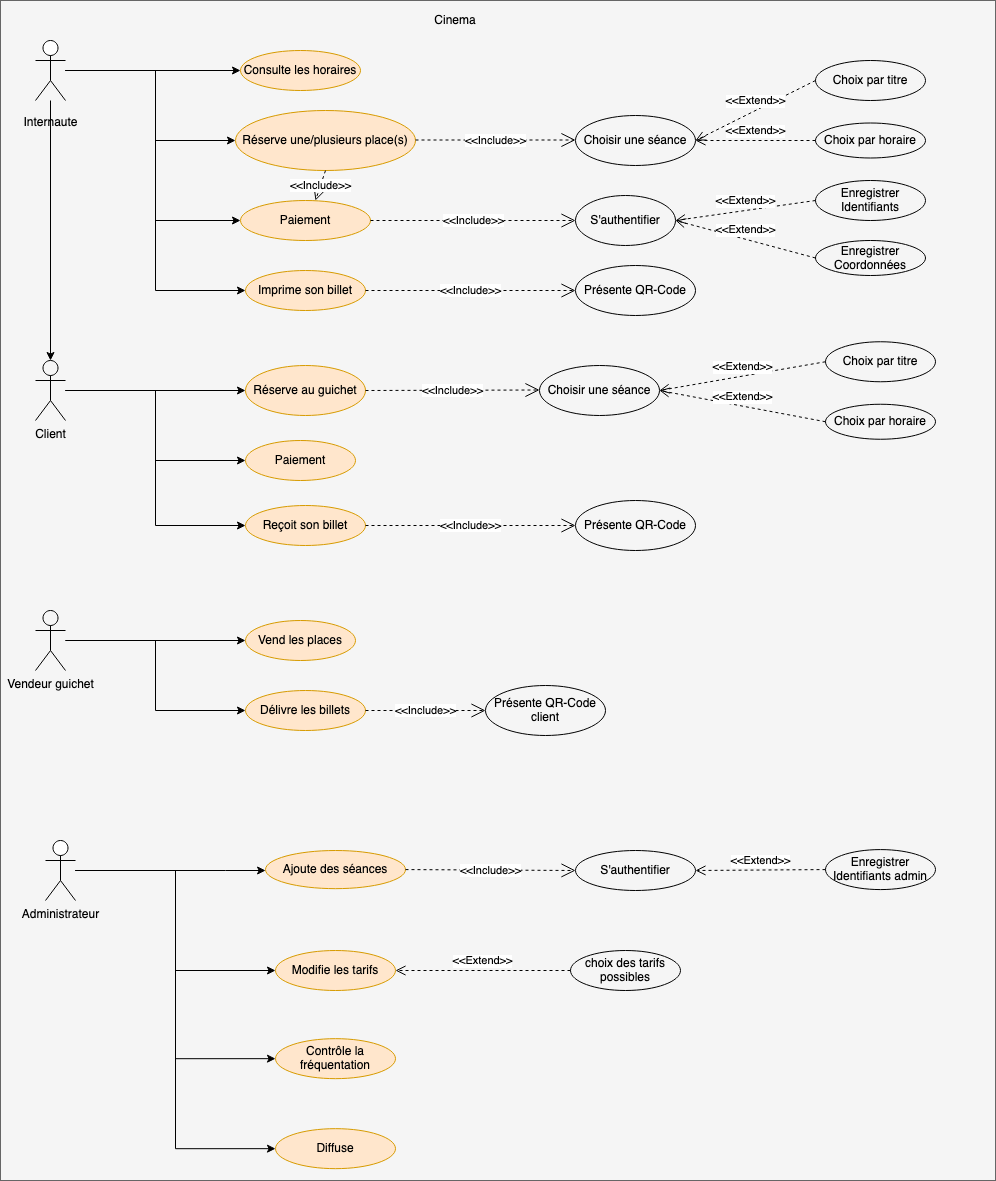 Cinema
Internaute
Consulte les horaires
Réserve une/plusieurs place(s)
<<Include>>
Choisir une séance
<<Extend>>
Choix par titre
<<Extend>>
Choix par horaire
<<Include>>
Paiement
<<Include>>
S'authentifier
<<Extend>>
Enregistrer
Identifiants
<<Extend>>
Enregistrer
Coordonnées
Imprime son billet
<<Include>>
Présente QR-Code
Client
Réserve au guichet
<<Include>>
Choisir une séance
<<Extend>>
Choix par titre
<<Extend>>
Choix par horaire
Paiement
Reçoit son billet
<<Include>>
Présente QR-Code
Vendeur guichet
Vend les places
Délivre les billets
<<Include>>
Présente QR-Code
client
Administrateur
Ajoute des séances
<<Include>>
S'authentifier
<<Extend>>
Enregistrer
Identifiants admin
Modifie les tarifs
<<Extend>>
choix des tarifs
possibles
Contrôle la
fréquentation
Diffuse